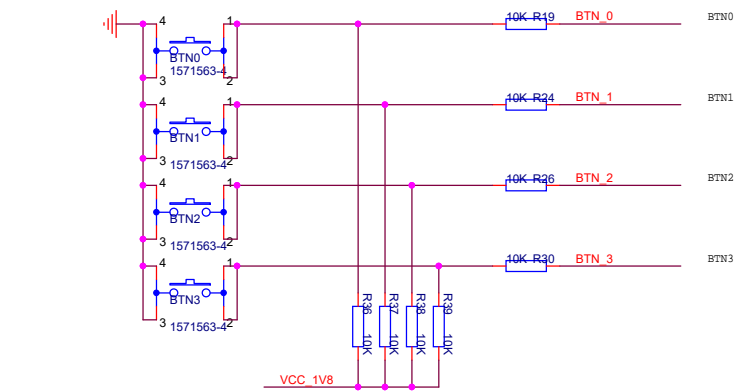 4 1 10K R19 BTN_0 BTN0
BTN0
1571563-4
3 2
4 1 10K R24 BTN_1 BTN1
BTN1
1571563-4
3 2
4 1 10K R26 BTN_2 BTN2
BTN2
1571563-4
3 2
4 1 10K R30 BTN_3 BTN3
BTN3
1571563-4
3 2
R36 R37 R38 R39
10K 10K 10K 10K
VCC_1V8